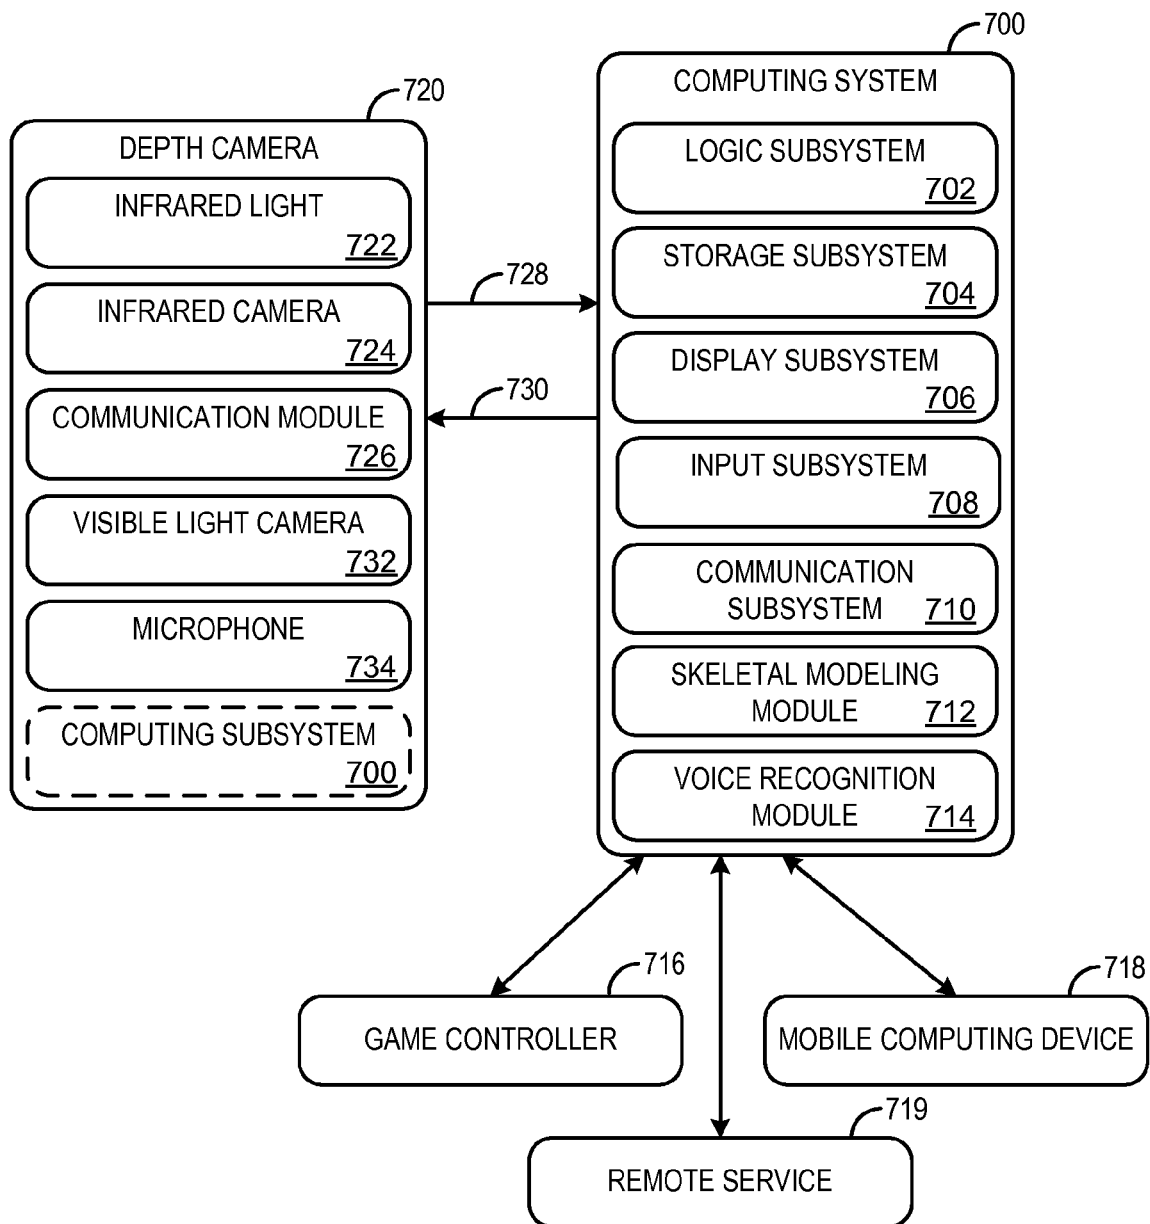 700
COMPUTING SYSTEM
LOGIC SUBSYSTEM
702
STORAGE SUBSYSTEM
704
DISPLAY SUBSYSTEM
706
INPUT SUBSYSTEM
708
COMMUNICATION
SUBSYSTEM 710
SKELETAL MODELING
MODULE 712
VOICE RECOGNITION
MODULE 714
720
DEPTH CAMERA
INFRARED LIGHT
722
INFRARED CAMERA
724
COMMUNICATION MODULE
726
VISIBLE LIGHT CAMERA
732
MICROPHONE
734
COMPUTING SUBSYSTEM
700
728
730
716
GAME CONTROLLER
718
MOBILE COMPUTING DEVICE
719
REMOTE SERVICE